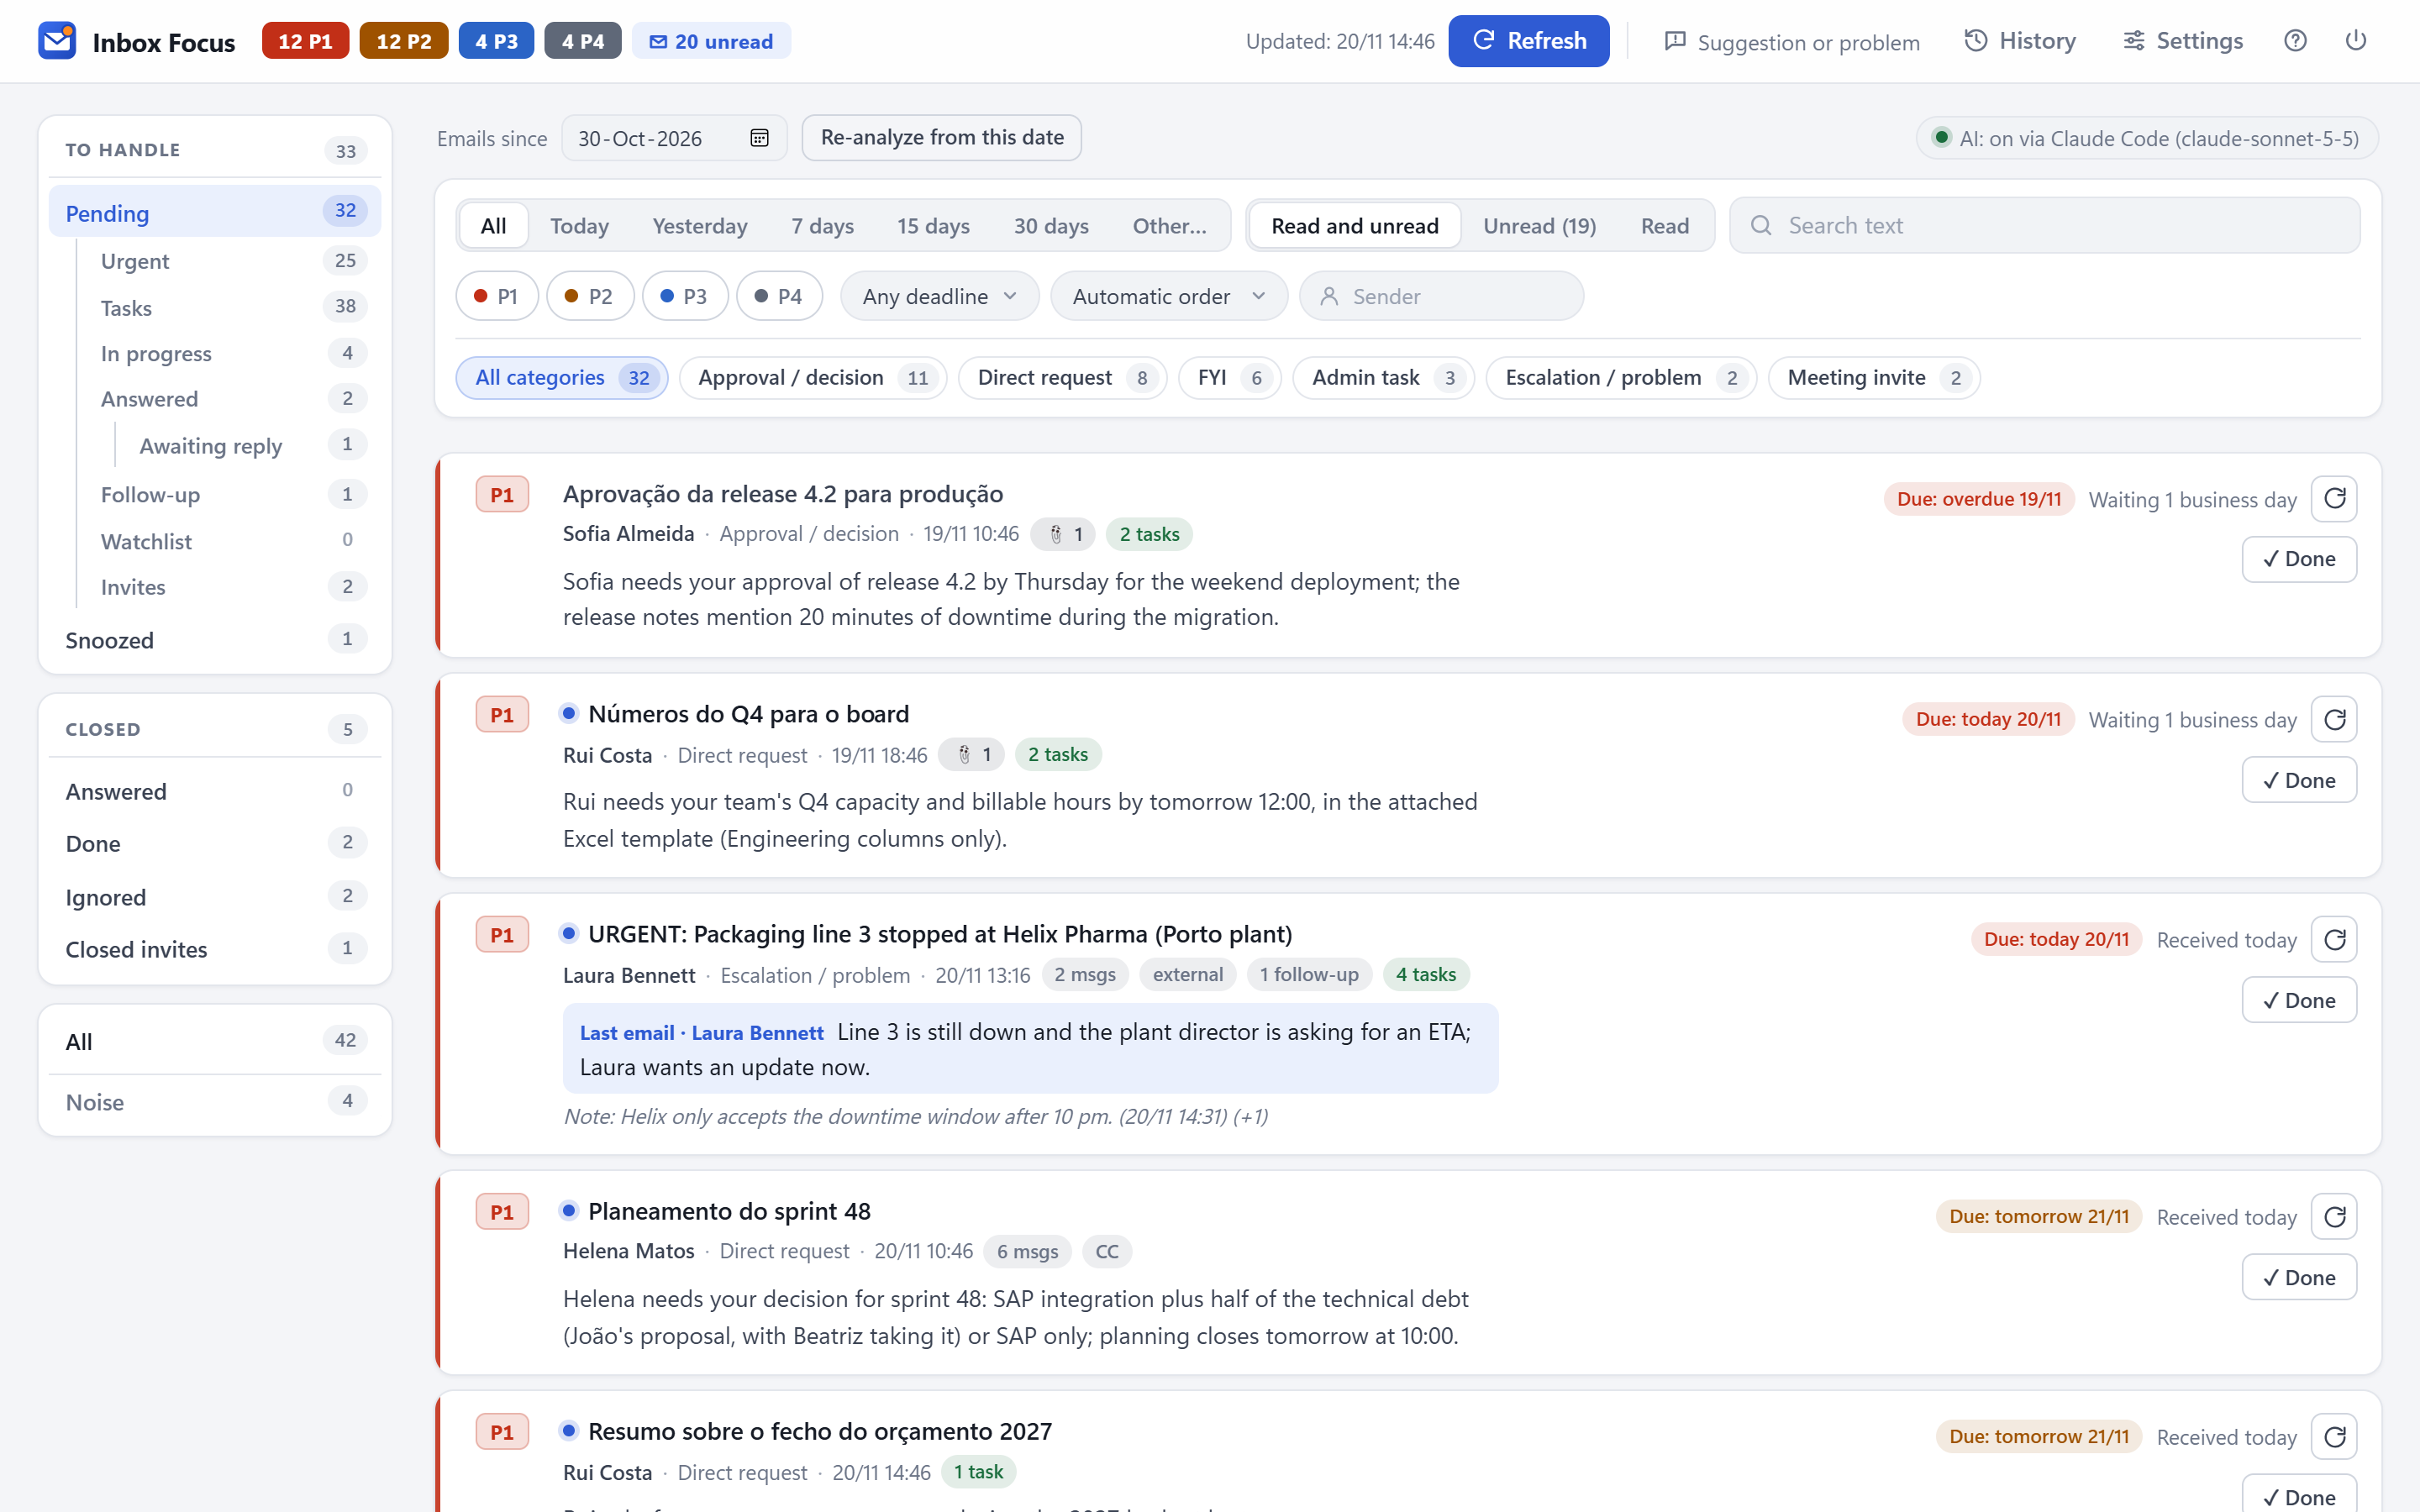 Inbox Focus
12 P1
12 P2
4 P3
4 P4
20 unread
Updated: 20/11 14:46
Refresh
Suggestion or problem
History
Settings
TO HANDLE 33
Pending 32
Urgent 25
Tasks 38
In progress 4
Answered 2
Awaiting reply 1
Follow-up 1
Watchlist 0
Invites 2
Snoozed 1
CLOSED 5
Answered 0
Done 2
Ignored 2
Closed invites 1
All 42
Noise 4
Emails since 30-Oct-2026 Re-analyze from this date
AI: on via Claude Code (claude-sonnet-5-5)
All Today Yesterday 7 days 15 days 30 days Other...
Read and unread Unread (19) Read
Search text
P1 P2 P3 P4 Any deadline Automatic order Sender
All categories 32 Approval / decision 11 Direct request 8 FYI 6 Admin task 3 Escalation / problem 2 Meeting invite 2
P1 Aprovação da release 4.2 para produção
Due: overdue 19/11 Waiting 1 business day
Sofia Almeida · Approval / decision · 19/11 10:46 1 2 tasks
✓ Done
Sofia needs your approval of release 4.2 by Thursday for the weekend deployment; the
release notes mention 20 minutes of downtime during the migration.
P1 Números do Q4 para o board
Due: today 20/11 Waiting 1 business day
Rui Costa · Direct request · 19/11 18:46 1 2 tasks
✓ Done
Rui needs your team's Q4 capacity and billable hours by tomorrow 12:00, in the attached
Excel template (Engineering columns only).
P1 URGENT: Packaging line 3 stopped at Helix Pharma (Porto plant)
Due: today 20/11 Received today
Laura Bennett · Escalation / problem · 20/11 13:16 2 msgs external 1 follow-up 4 tasks
✓ Done
Last email · Laura Bennett Line 3 is still down and the plant director is asking for an ETA;
Laura wants an update now.
Note: Helix only accepts the downtime window after 10 pm. (20/11 14:31) (+1)
P1 Planeamento do sprint 48
Due: tomorrow 21/11 Received today
Helena Matos · Direct request · 20/11 10:46 6 msgs CC
✓ Done
Helena needs your decision for sprint 48: SAP integration plus half of the technical debt
(João's proposal, with Beatriz taking it) or SAP only; planning closes tomorrow at 10:00.
P1 Resumo sobre o fecho do orçamento 2027
Due: tomorrow 21/11 Received today
Rui Costa · Direct request · 20/11 14:46 1 task
✓ Done